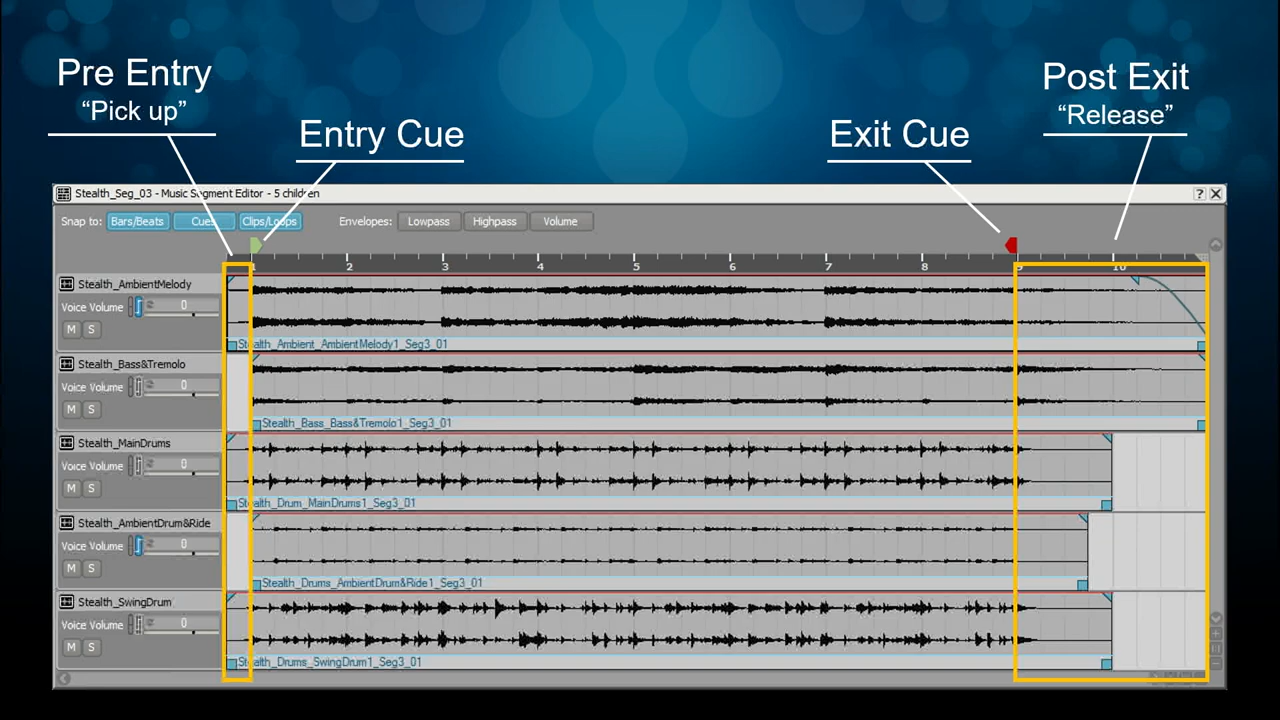 Pre Entry
“Pick up”
Entry Cue
Exit Cue
Post Exit
“Release”
Stealth_Seg_03 - Music Segment Editor - 5 children
Snap to: Bars/Beats Cues Clips/Loops Envelopes: Lowpass Highpass Volume
1 2 3 4 5 6 7 8 9 10
Stealth_AmbientMelody
Voice Volume 0
M S
Stealth_Ambient_AmbientMelody1_Seg3_01
Stealth_Bass&Tremolo
Voice Volume 0
M S
Stealth_Bass_Bass&Tremolo1_Seg3_01
Stealth_MainDrums
Voice Volume 0
M S
Stealth_Drum_MainDrums1_Seg3_01
Stealth_AmbientDrum&Ride
Voice Volume 0
M S
Stealth_Drums_AmbientDrum&Ride1_Seg3_01
Stealth_SwingDrum
Voice Volume 0
M S
Stealth_Drums_SwingDrum1_Seg3_01